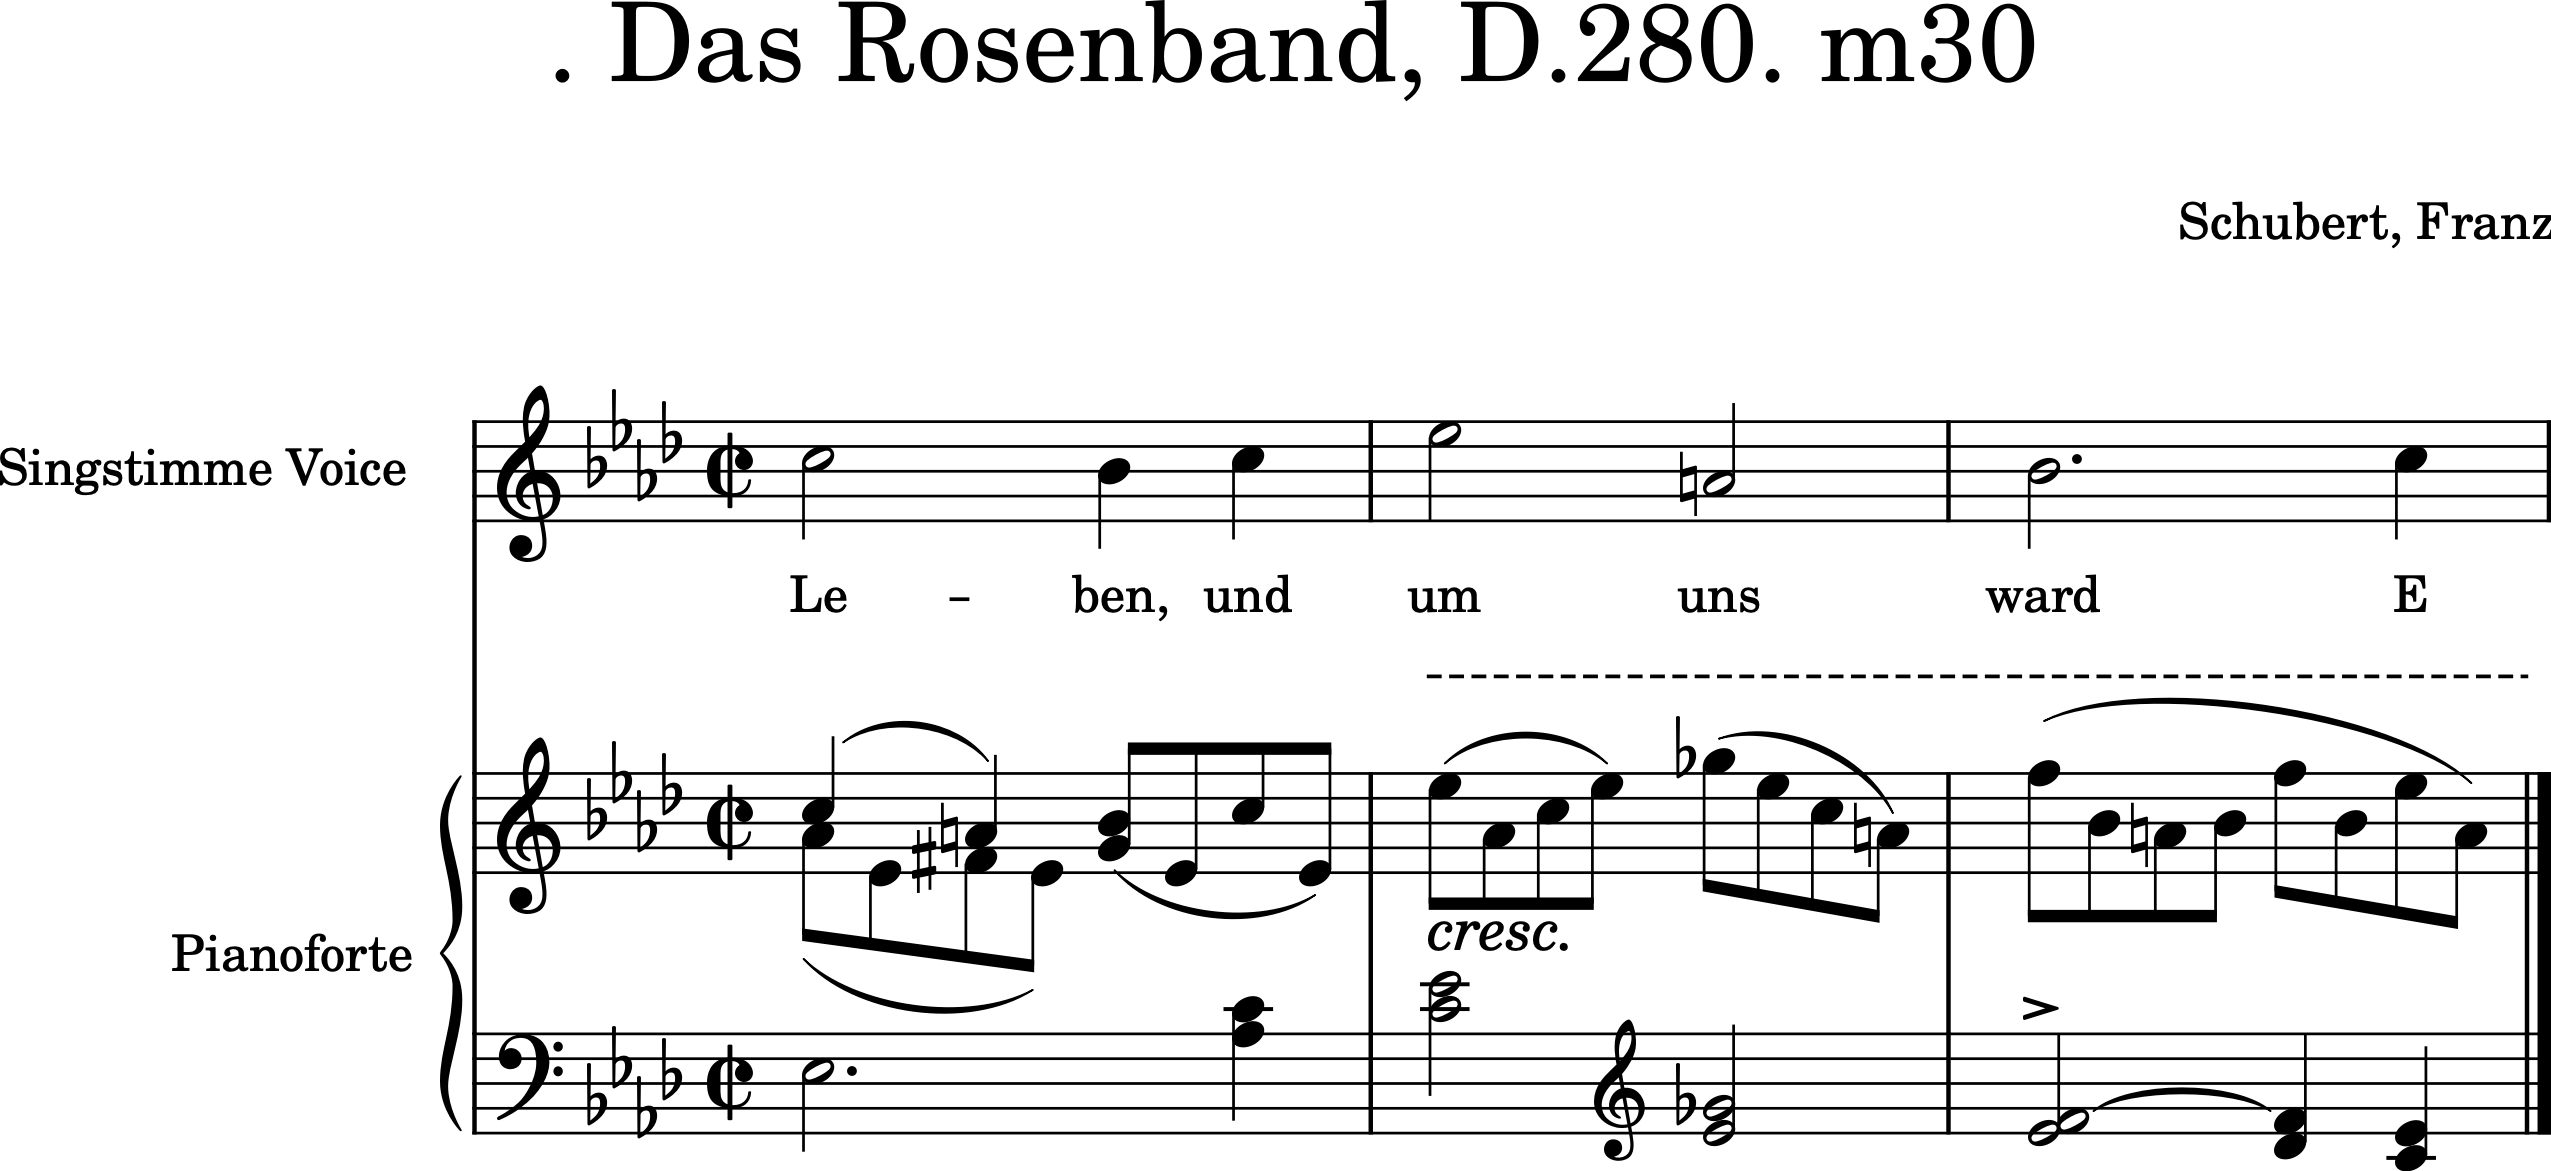 . Das Rosenband, D.280. m30
Schubert, Franz
Singstimme Voice
Le - ben, und um uns ward E
Pianoforte
cresc.